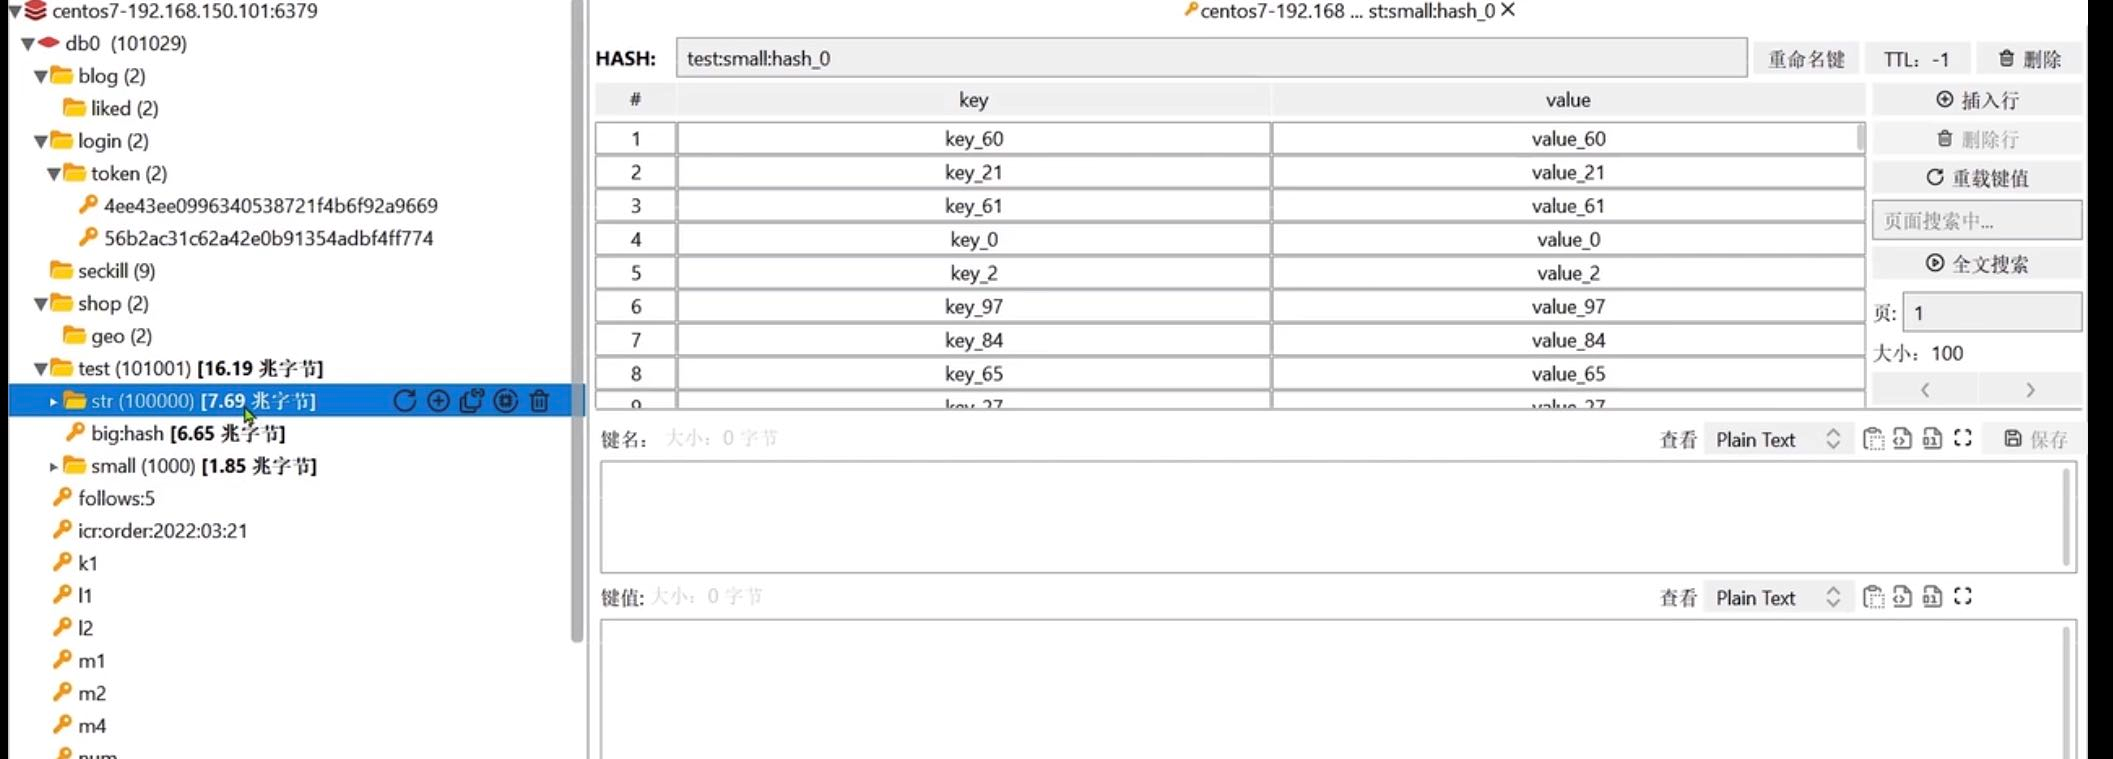 centos7-192.168.150.101:6379
db0 (101029)
blog (2)
liked (2)
login (2)
token (2)
4ee43ee0996340538721f4b6f92a9669
56b2ac31c62a42e0b91354adbf4ff774
seckill (9)
shop (2)
geo (2)
test (101001) [16.19 兆字节]
str (100000) [7.69 兆字节]
big:hash [6.65 兆字节]
small (1000) [1.85 兆字节]
follows:5
icr:order:2022:03:21
k1
l1
l2
m1
m2
m4
num
centos7-192.168 ... st:small:hash_0
HASH: test:small:hash_0 重命名键 TTL: -1 删除
# key value
1 key_60 value_60
2 key_21 value_21
3 key_61 value_61
4 key_0 value_0
5 key_2 value_2
6 key_97 value_97
7 key_84 value_84
8 key_65 value_65
9 key_27 value_27
插入行
删除行
重载键值
页面搜索中...
全文搜索
页: 1
大小: 100
键名: 大小: 0 字节 查看 Plain Text 保存
键值: 大小: 0 字节 查看 Plain Text